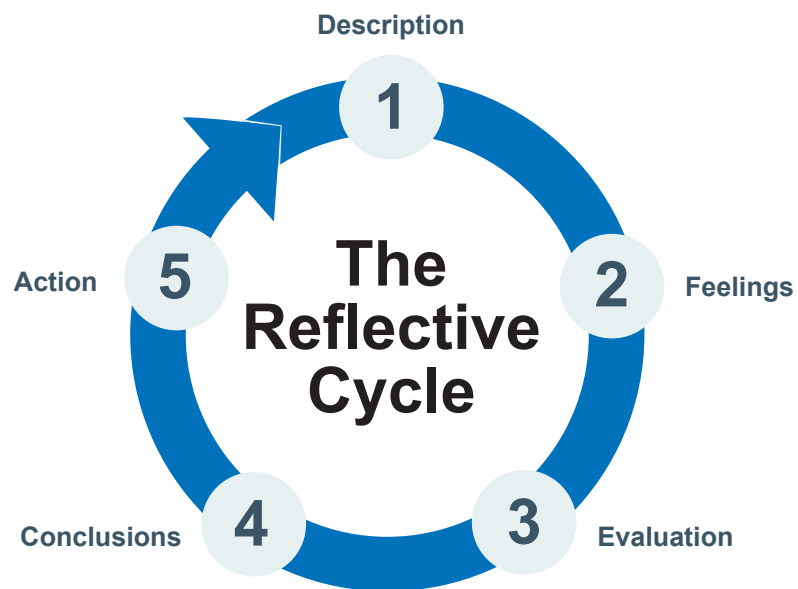 Description
1
The
Reflective
Cycle
5
Action
2
Feelings
4
Conclusions
3
Evaluation